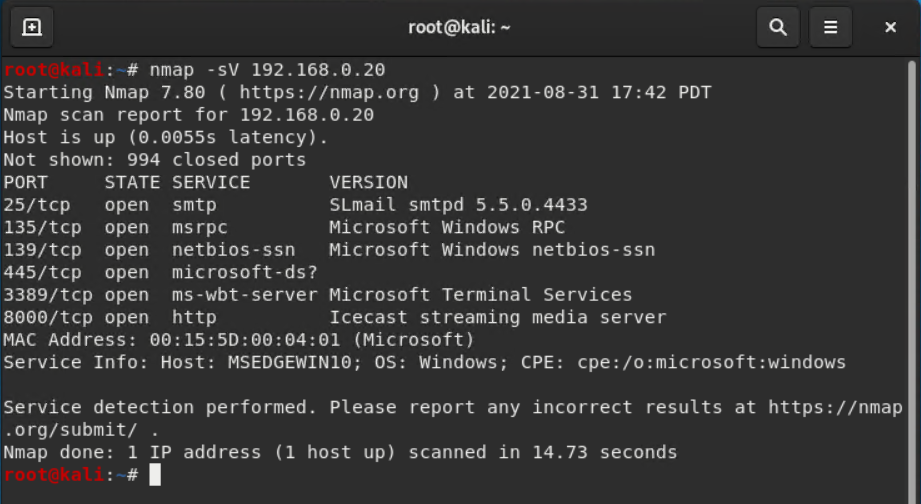 root@kali: ~
root@kali:~# nmap -sV 192.168.0.20
Starting Nmap 7.80 ( https://nmap.org ) at 2021-08-31 17:42 PDT
Nmap scan report for 192.168.0.20
Host is up (0.0055s latency).
Not shown: 994 closed ports
PORT     STATE SERVICE       VERSION
25/tcp   open  smtp          SLmail smtpd 5.5.0.4433
135/tcp  open  msrpc         Microsoft Windows RPC
139/tcp  open  netbios-ssn   Microsoft Windows netbios-ssn
445/tcp  open  microsoft-ds?
3389/tcp open  ms-wbt-server Microsoft Terminal Services
8000/tcp open  http          Icecast streaming media server
MAC Address: 00:15:5D:00:04:01 (Microsoft)
Service Info: Host: MSEDGEWIN10; OS: Windows; CPE: cpe:/o:microsoft:windows
Service detection performed. Please report any incorrect results at https://nmap
.org/submit/ .
Nmap done: 1 IP address (1 host up) scanned in 14.73 seconds
root@kali:~#